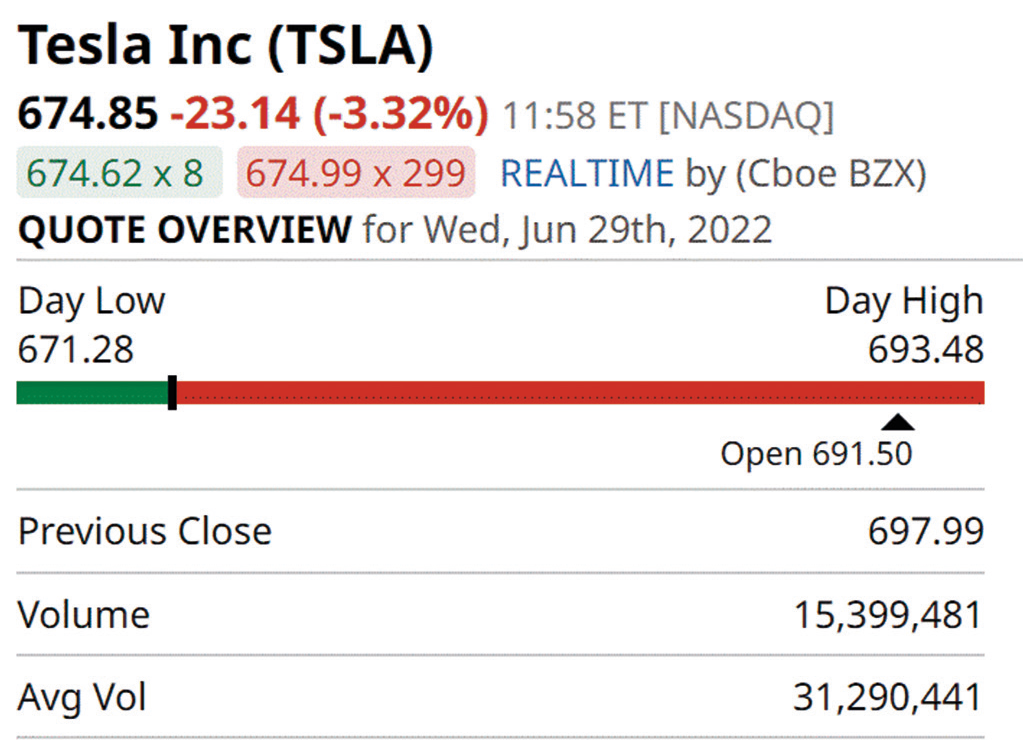 Tesla Inc (TSLA)
674.85 -23.14 (-3.32%) 11:58 ET [NASDAQ]
674.62 x 8 674.99 x 299 REALTIME by (Cboe BZX)
QUOTE OVERVIEW for Wed, Jun 29th, 2022
Day Low Day High
671.28 693.48
Open 691.50
Previous Close 697.99
Volume 15,399,481
Avg Vol 31,290,441